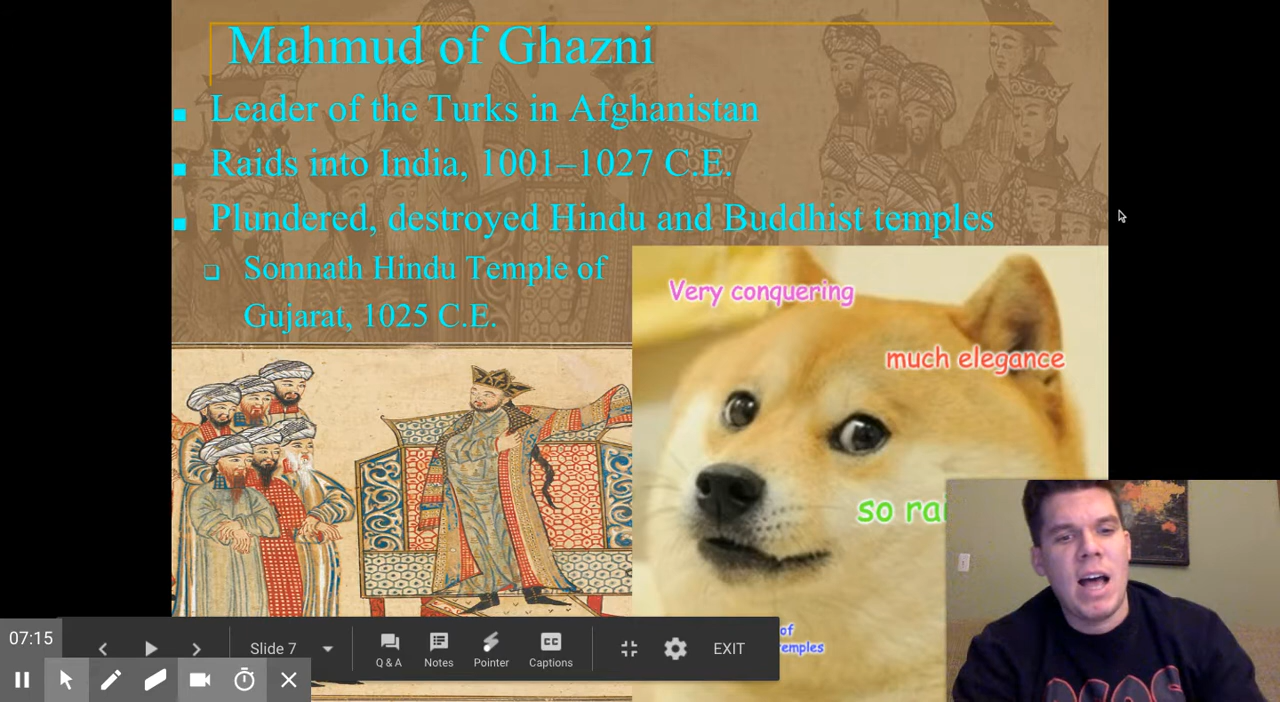 Mahmud of Ghazni
Leader of the Turks in Afghanistan
Raids into India, 1001–1027 C.E.
Plundered, destroyed Hindu and Buddhist temples
Somnath Hindu Temple of
Gujarat, 1025 C.E.
Very conquering
much elegance
so
of
07:15
Slide 7
Q & A
Notes
Pointer
CC
Captions
EXIT